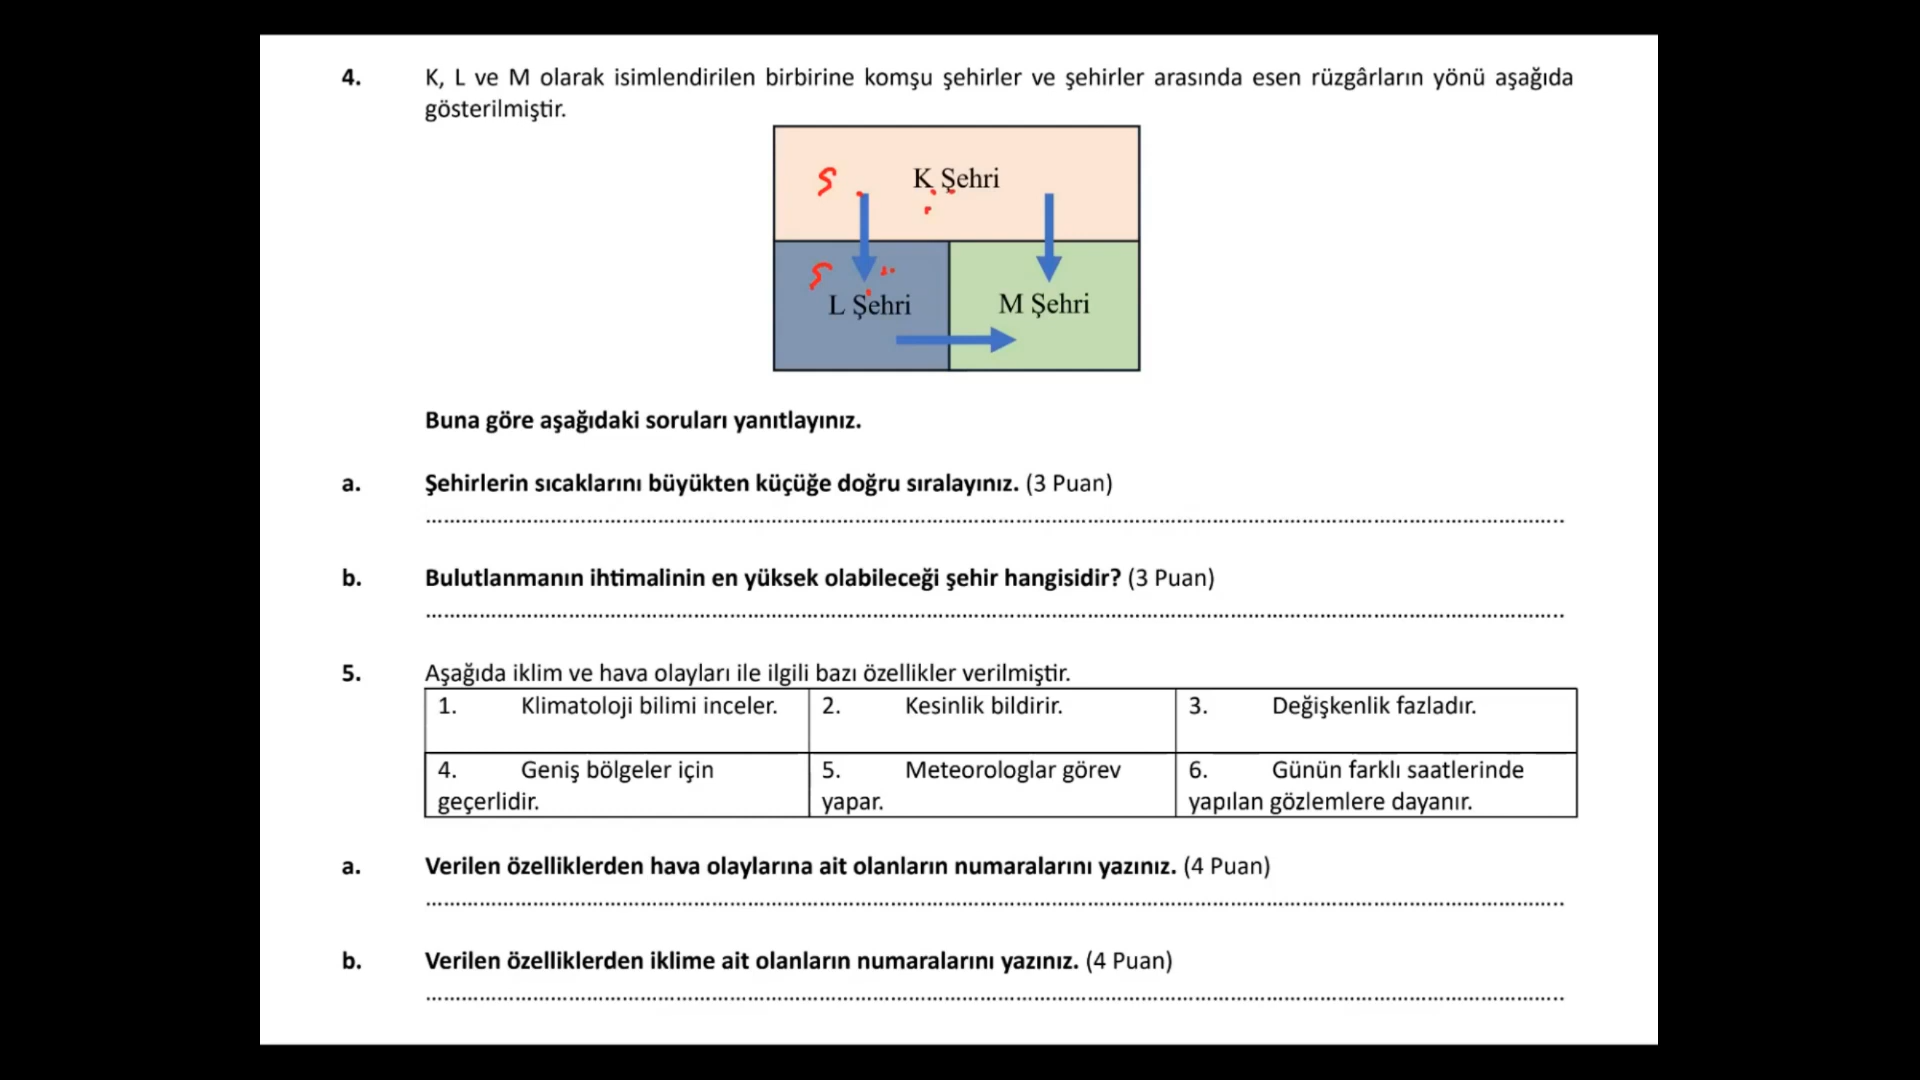 4. K, L ve M olarak isimlendirilen birbirine komşu şehirler ve şehirler arasında esen rüzgârların yönü aşağıda
gösterilmiştir.
S
K Şehri
S
L Şehri
M Şehri
Buna göre aşağıdaki soruları yanıtlayınız.
a. Şehirlerin sıcaklarını büyükten küçüğe doğru sıralayınız. (3 Puan)
b. Bulutlanmanın ihtimalinin en yüksek olabileceği şehir hangisidir? (3 Puan)
5. Aşağıda iklim ve hava olayları ile ilgili bazı özellikler verilmiştir.
1. Klimatoloji bilimi inceler.
2. Kesinlik bildirir.
3. Değişkenlik fazladır.
4. Geniş bölgeler için
geçerlidir.
5. Meteorologlar görev
yapar.
6. Günün farklı saatlerinde
yapılan gözlemlere dayanır.
a. Verilen özelliklerden hava olaylarına ait olanların numaralarını yazınız. (4 Puan)
b. Verilen özelliklerden iklime ait olanların numaralarını yazınız. (4 Puan)